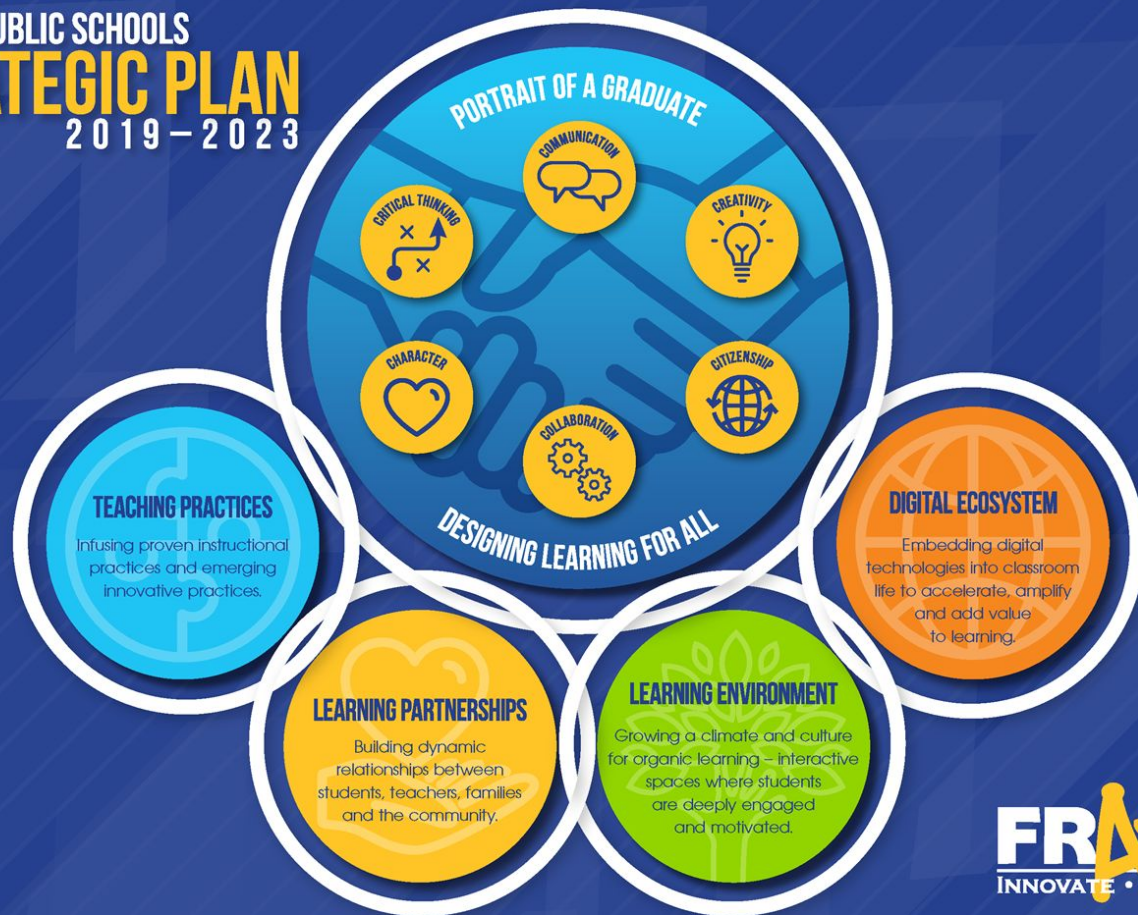 PUBLIC SCHOOLS
STRATEGIC PLAN
2019–2023
PORTRAIT OF A GRADUATE
COMMUNICATION
CRITICAL THINKING
CREATIVITY
CHARACTER
CITIZENSHIP
COLLABORATION
DESIGNING LEARNING FOR ALL
TEACHING PRACTICES
Infusing proven instructional
practices and emerging
innovative practices.
DIGITAL ECOSYSTEM
Embedding digital
technologies into classroom
life to accelerate, amplify
and add value
to learning.
LEARNING PARTNERSHIPS
Building dynamic
relationships between
students, teachers, families
and the community.
LEARNING ENVIRONMENT
Growing a climate and culture
for organic learning – interactive
spaces where students
are deeply engaged
and motivated.
FRA
INNOVATE •